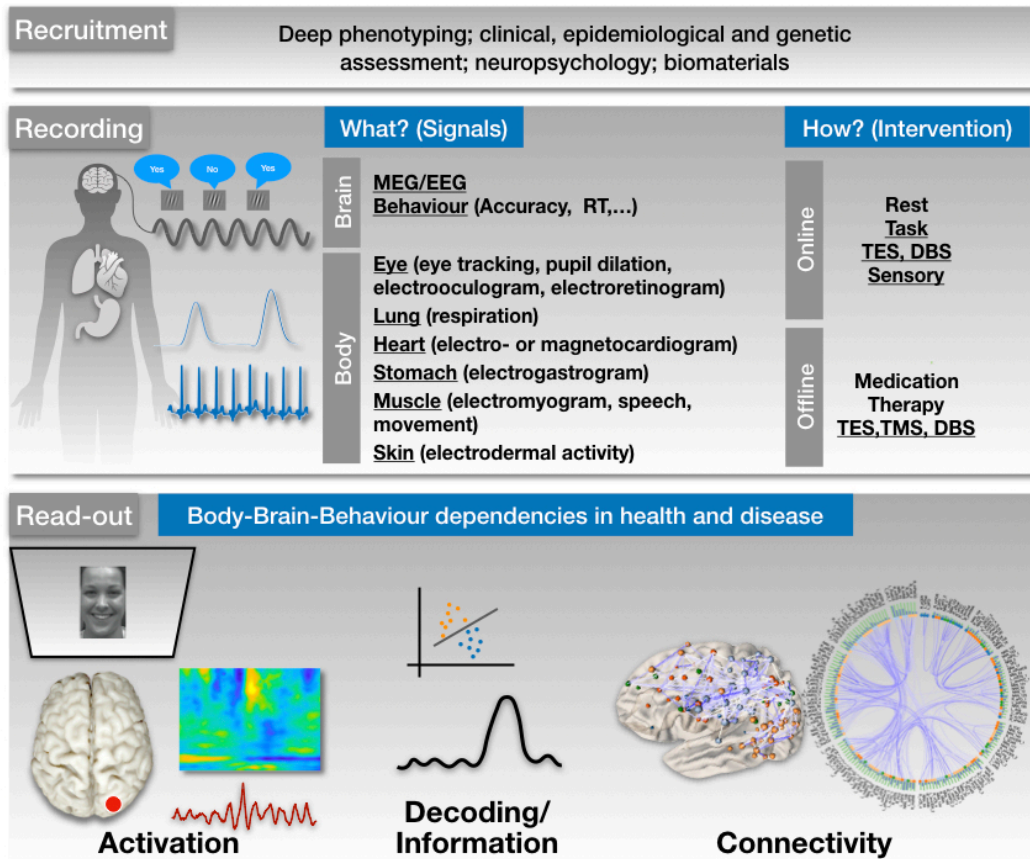 Recruitment
Deep phenotyping; clinical, epidemiological and genetic
assessment; neuropsychology; biomaterials
Recording
What? (Signals)
How? (Intervention)
Yes
No
Yes
Brain
MEG/EEG
Behaviour (Accuracy, RT,...)
Body
Eye (eye tracking, pupil dilation,
electrooculogram, electroretinogram)
Lung (respiration)
Heart (electro- or magnetocardiogram)
Stomach (electrogastrogram)
Muscle (electromyogram, speech,
movement)
Skin (electrodermal activity)
Online
Rest
Task
TES, DBS
Sensory
Offline
Medication
Therapy
TES,TMS, DBS
Read-out
Body-Brain-Behaviour dependencies in health and disease
Activation
Decoding/
Information
Connectivity